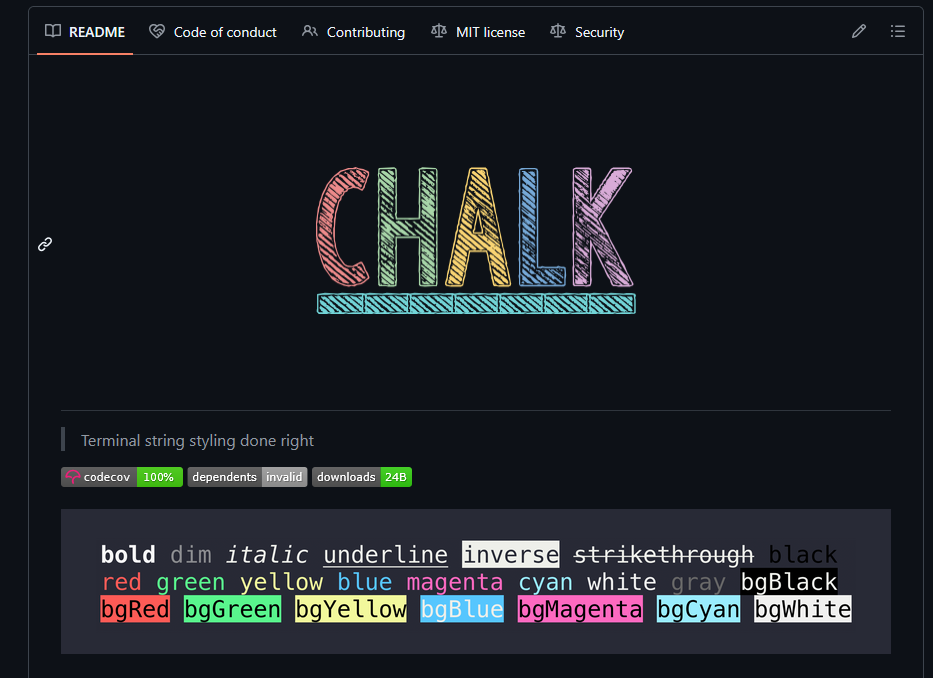 README Code of conduct Contributing MIT license Security
CHALK
Terminal string styling done right
codecov 100% dependents invalid downloads 24B
bold dim italic underline inverse strikethrough black
red green yellow blue magenta cyan white gray bgBlack
bgRed bgGreen bgYellow bgBlue bgMagenta bgCyan bgWhite